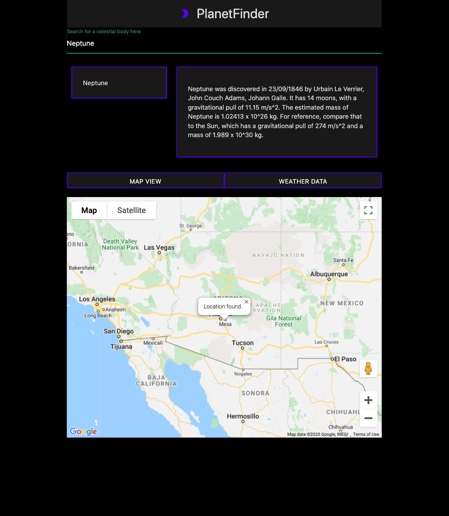 PlanetFinder
Search for a celestial body here
Neptune
Neptune
Neptune was discovered in 23/09/1846 by Urbain Le Verrier,
John Couch Adams, Johann Galle. It has 14 moons, with a
gravitational pull of 11.15 m/s^2. The estimated mass of
Neptune is 1.02413 x 10^26 kg. For reference, compare that
to the Sun, which has a gravitational pull of 274 m/s^2 and a
mass of 1.989 x 10^30 kg.
MAP VIEW
WEATHER DATA
Map
Satellite
St. George
ORNIA
Death Valley
National Park
Las Vegas
NAVAJO NATION
Santa Fe
Bakersfield
Albuquerque
Los Angeles
Anaheim
Long Beach
Location found.
APACHE
Mesa
NEW MEXICO
Gila National
Forest
San Diego
Tijuana
Mexicali
Tucson
Las Cruces
El Paso
Nogales
BAJA
CALIFORNIA
SONORA
Hermosillo
CHIHUAH
Chihuahua
Google
Map data ©2020 Google, INEGI
Terms of Use